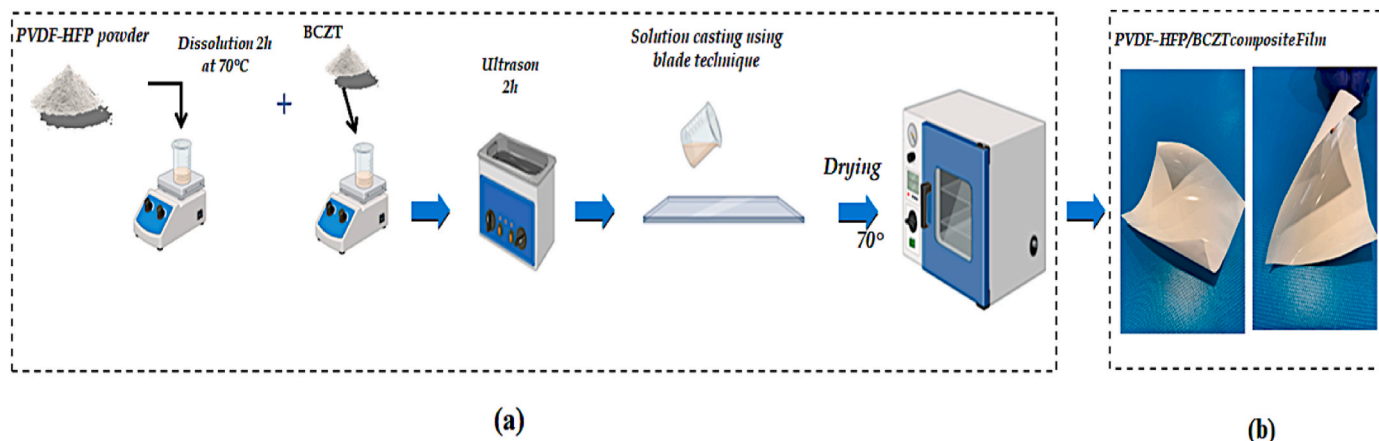 PVDF-HFP powder
Dissolution 2h
at 70°C
+
BCZT
Ultrason
2h
Solution casting using
blade technique
Drying
70°
PVDF-HFP/BCZTcompositeFilm
(a)
(b)